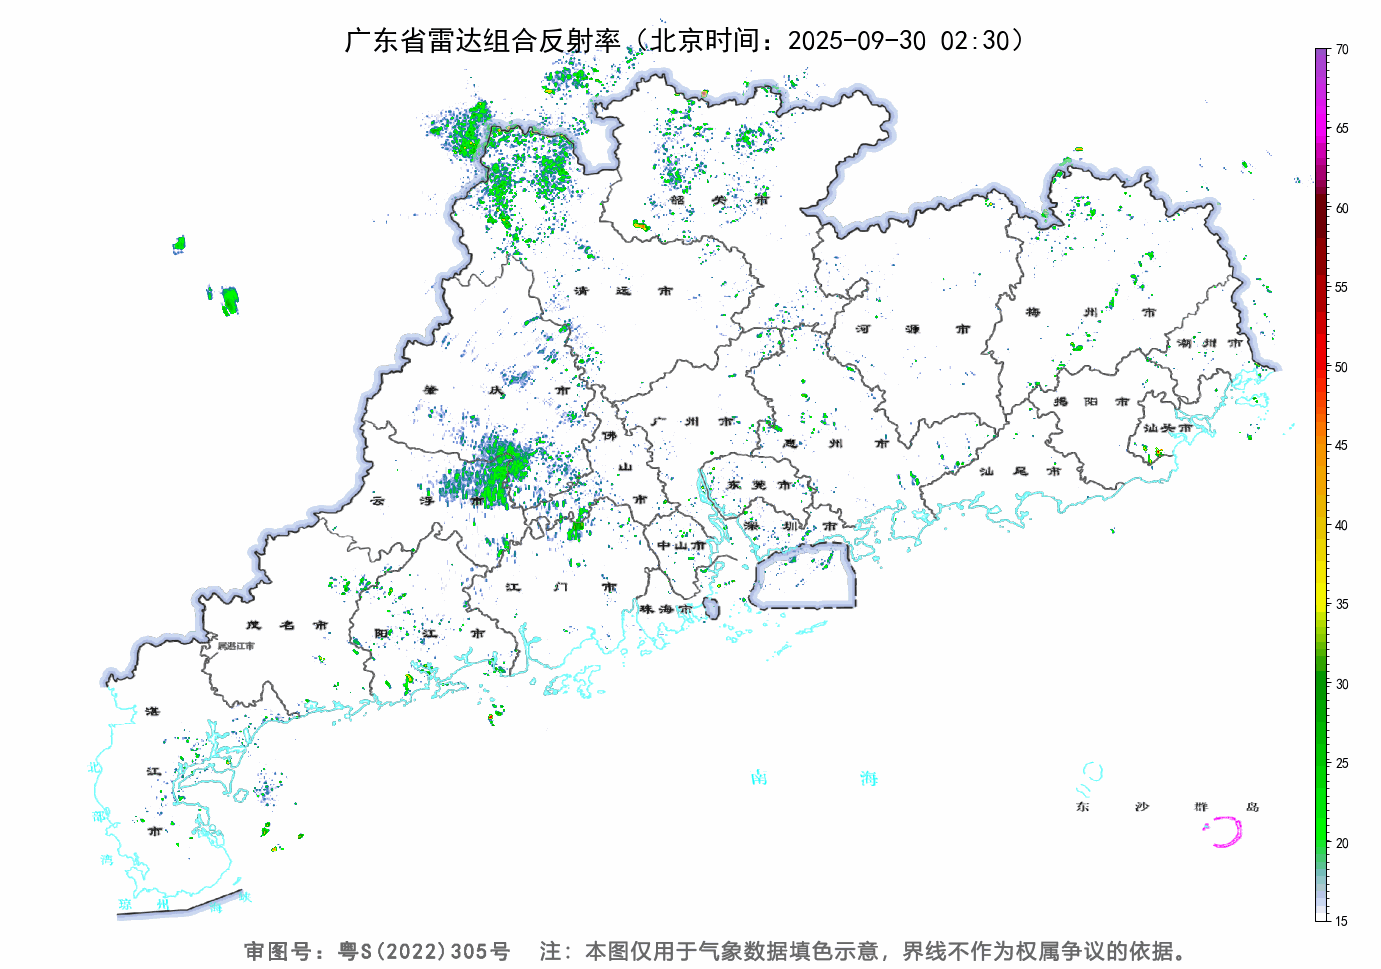 广东省雷达组合反射率（北京时间：2025-09-30 02:30）
70
65
60
55
50
45
40
35
30
25
20
15
韶 关 市
清 远 市
河 源 市
梅 州 市
潮 州 市
肇 庆 市
广 州 市
佛 山 市
惠 州 市
揭 阳 市
汕头市
汕 尾 市
东 莞 市
云 浮 市
深 圳 市
中山市
江 门 市
珠海市
茂 名 市
阳 江 市
属湛江市
湛 江 市
南 海
东 沙 群 岛
北 部 湾
琼 州 海 峡
审图号：粤S(2022)305号 注：本图仅用于气象数据填色示意，界线不作为权属争议的依据。